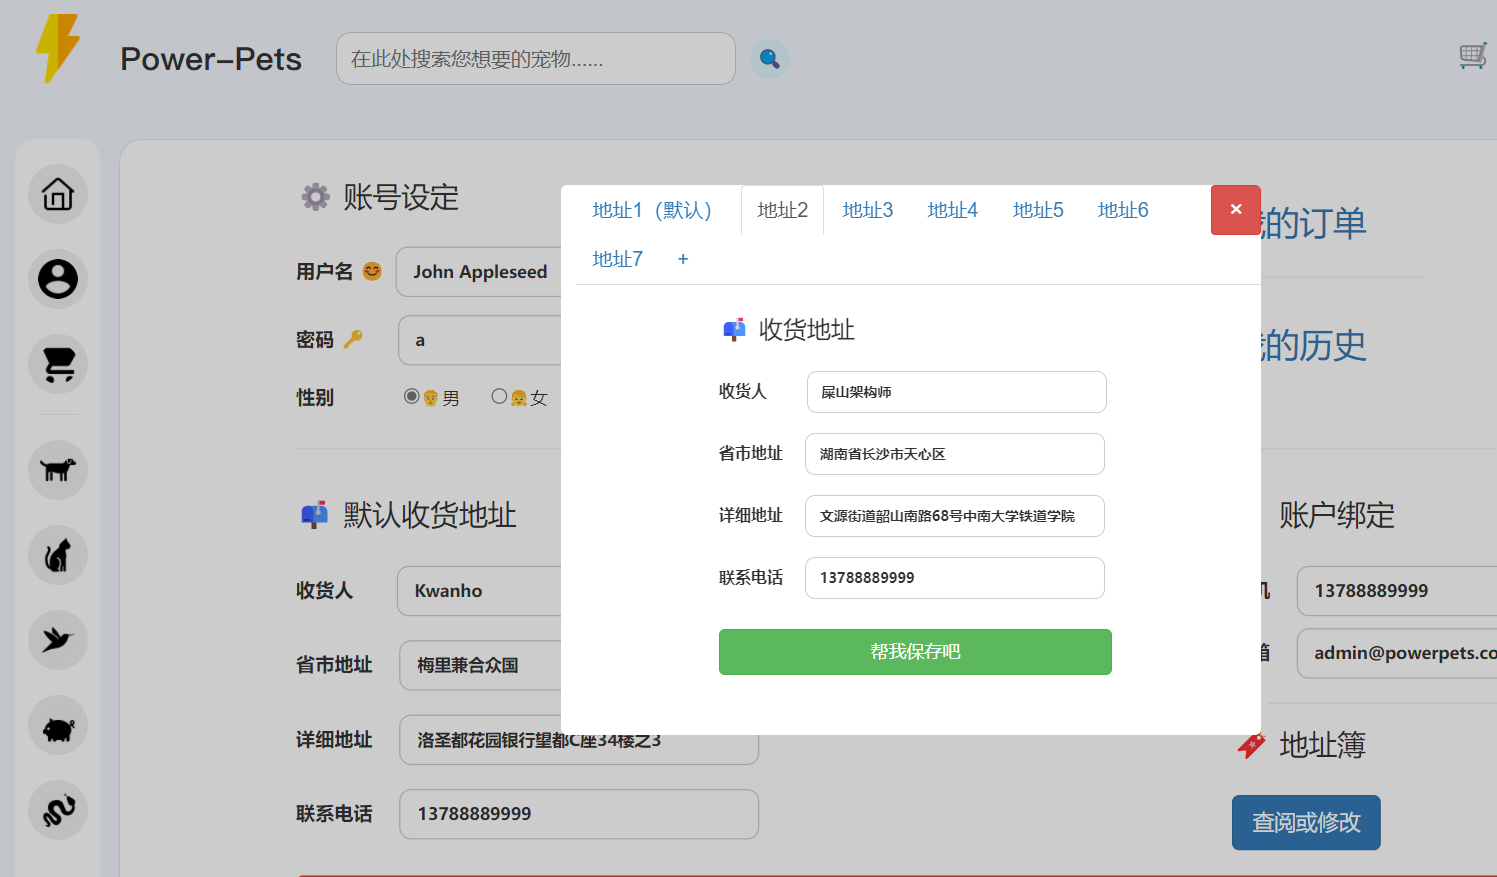 Power-Pets
在此处搜索您想要的宠物......
账号设定
用户名
John Appleseed
密码
a
性别
男
女
默认收货地址
收货人
Kwanho
省市地址
梅里兼合众国
详细地址
洛圣都花园银行望都C座34楼之3
联系电话
13788889999
地址1（默认）
地址2
地址3
地址4
地址5
地址6
×
地址7
+
收货地址
收货人
屎山架构师
省市地址
湖南省长沙市天心区
详细地址
文源街道韶山南路68号中南大学铁道学院
联系电话
13788889999
帮我保存吧
的订单
的历史
账户绑定
13788889999
admin@powerpets.co
地址簿
查阅或修改